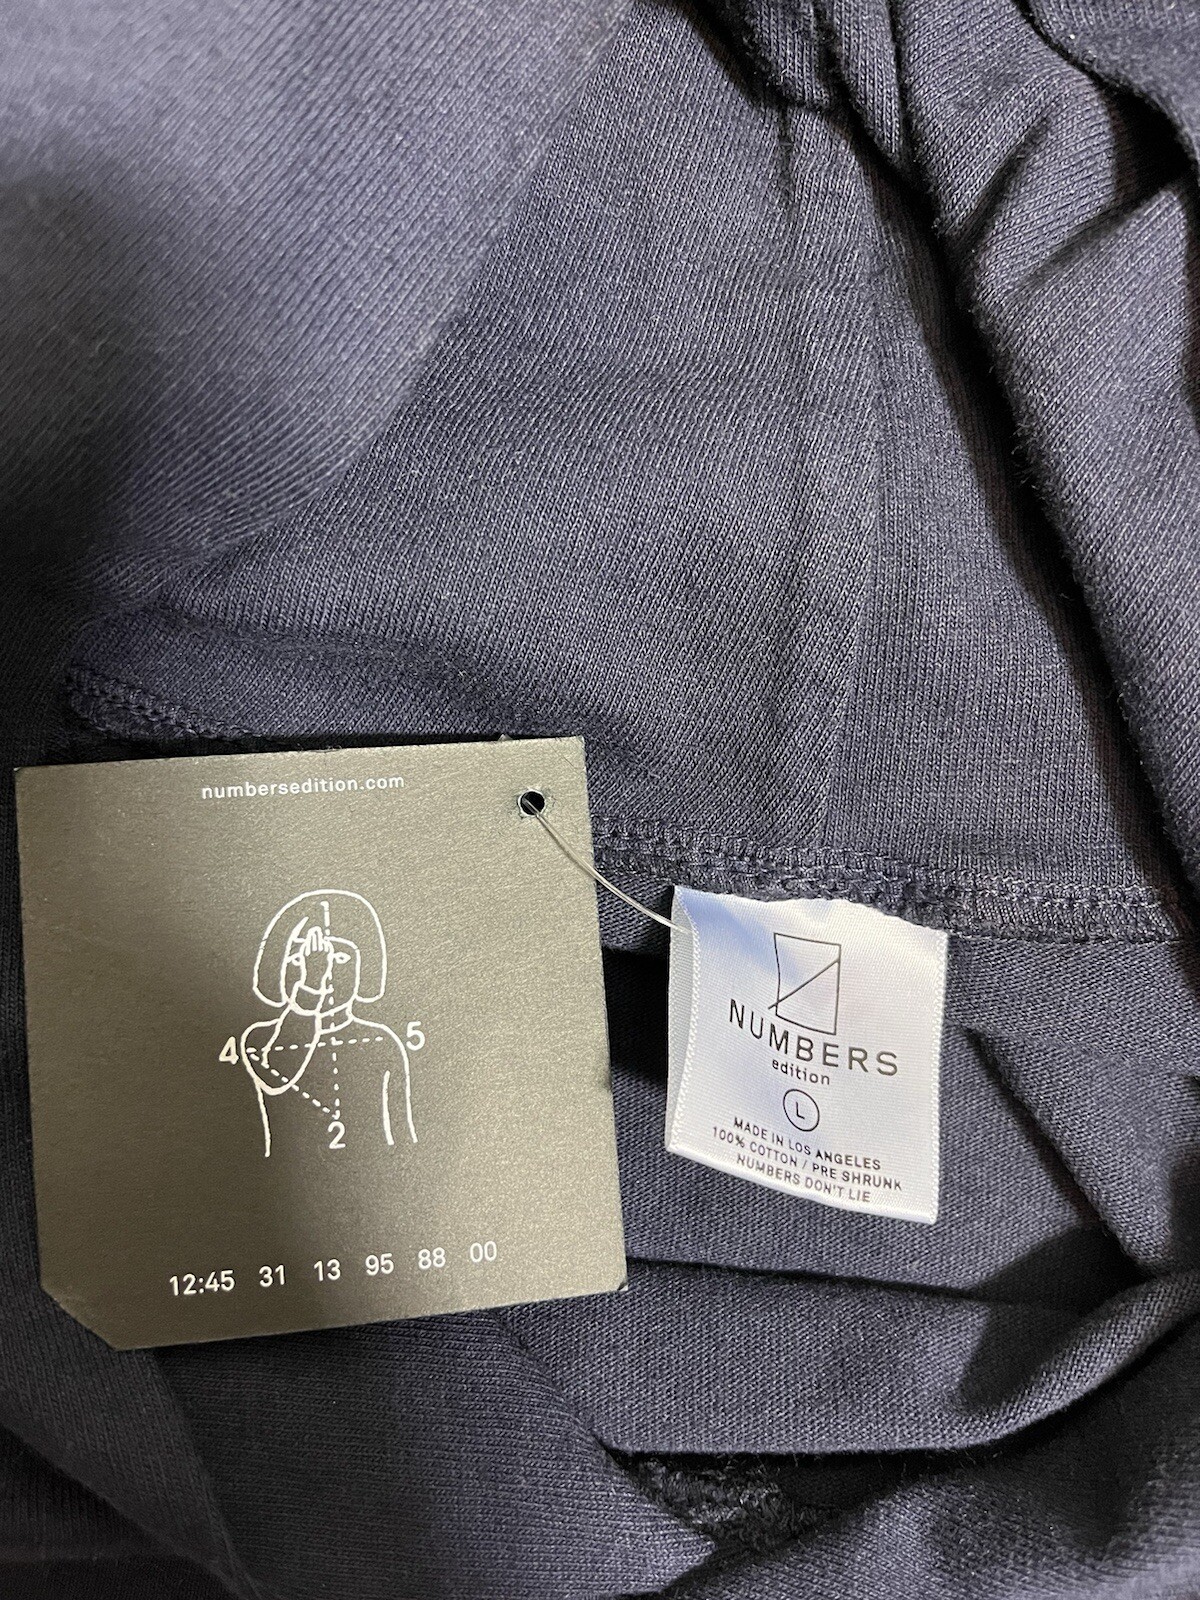 numbersedition.com
1
4 5
2
12:45 31 13 95 88 00
NUMBERS
edition
L
MADE IN LOS ANGELES
100% COTTON / PRE SHRUNK
NUMBERS DON'T LIE